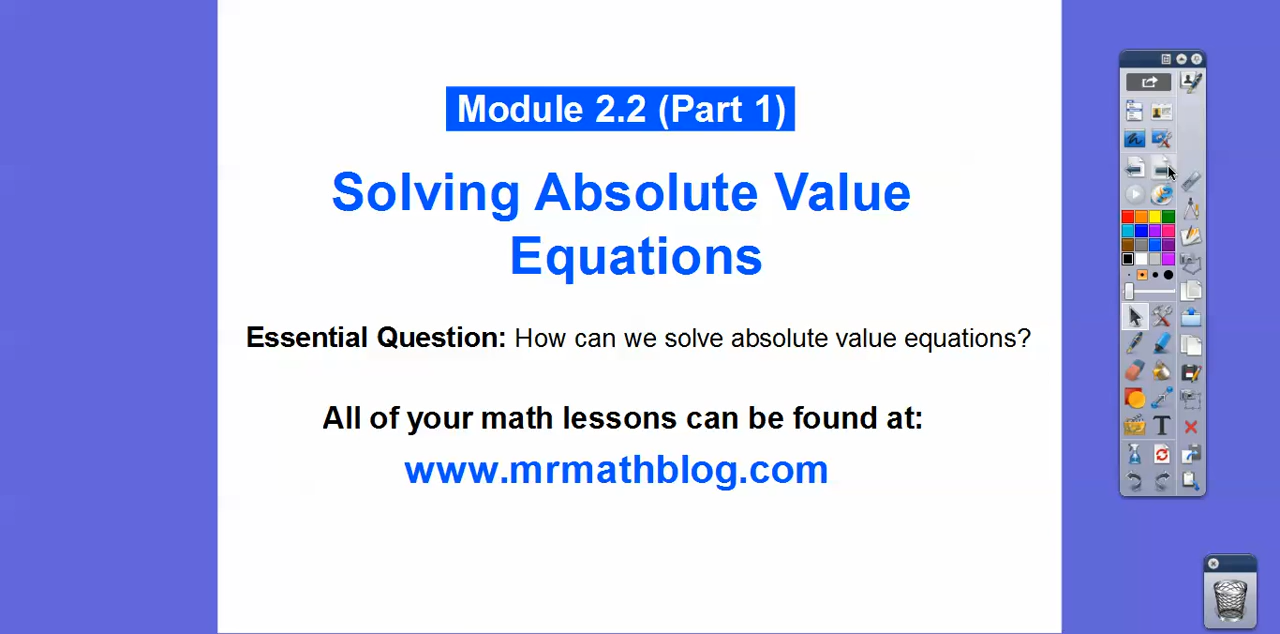 Module 2.2 (Part 1)
Solving Absolute Value
Equations
Essential Question: How can we solve absolute value equations?
All of your math lessons can be found at:
www.mrmathblog.com
T